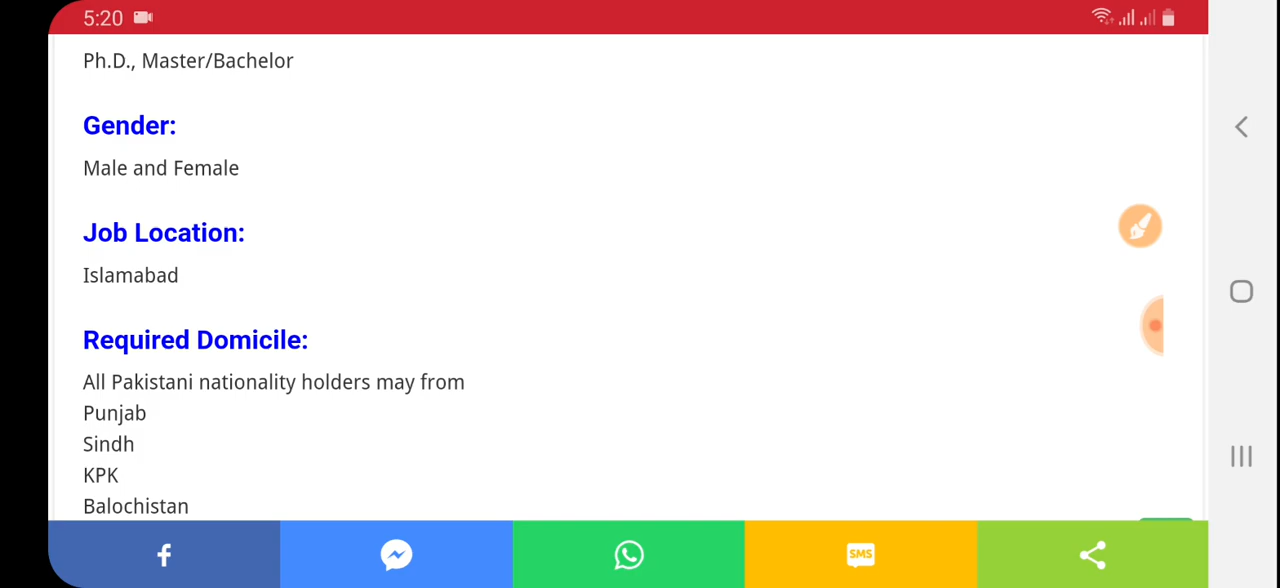 5:20
Ph.D., Master/Bachelor
Gender:
Male and Female
Job Location:
Islamabad
Required Domicile:
All Pakistani nationality holders may from
Punjab
Sindh
KPK
Balochistan
SMS